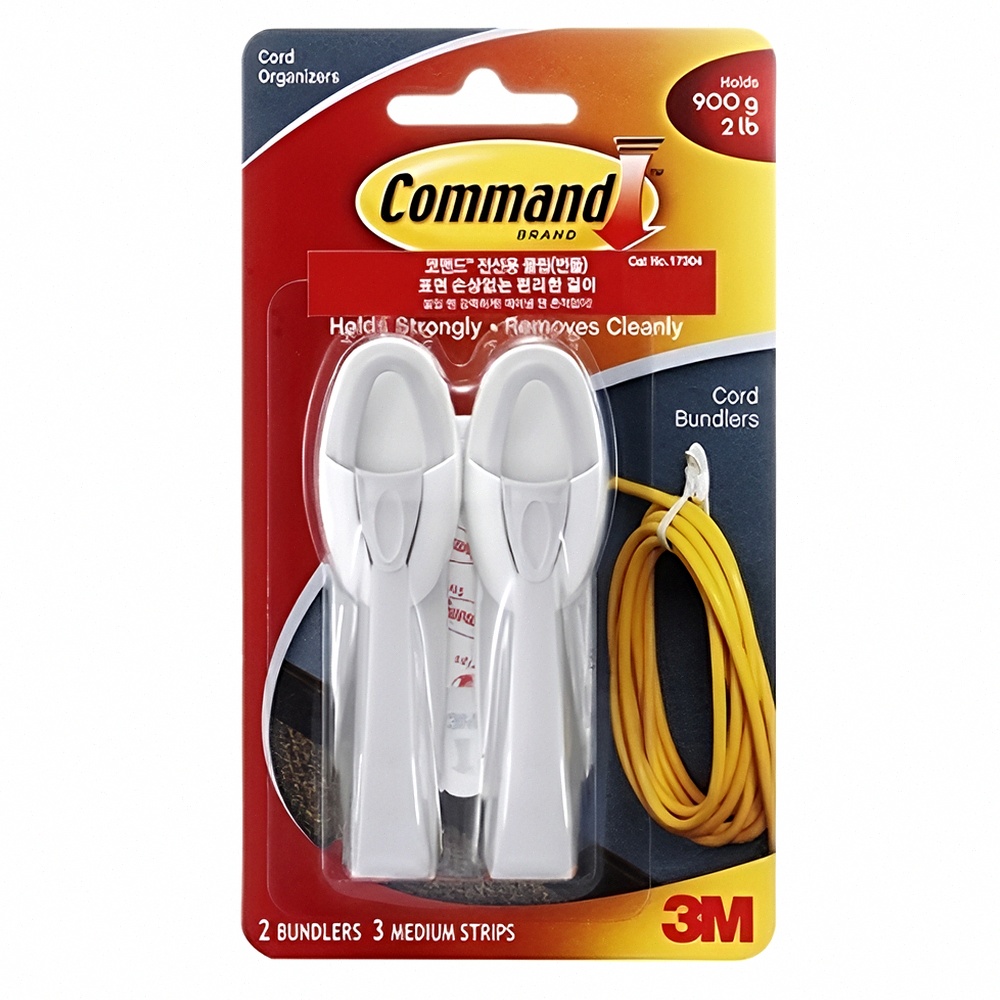 Cord
Organizers
Holds
900 g
2 lb
Command
BRAND
코맨드™ 전선용 클립(번들)
Cat No. 17304
표면 손상없는 편리한 걸이
Holds Strongly • Removes Cleanly
Cord
Bundlers
2 BUNDLERS 3 MEDIUM STRIPS
3M